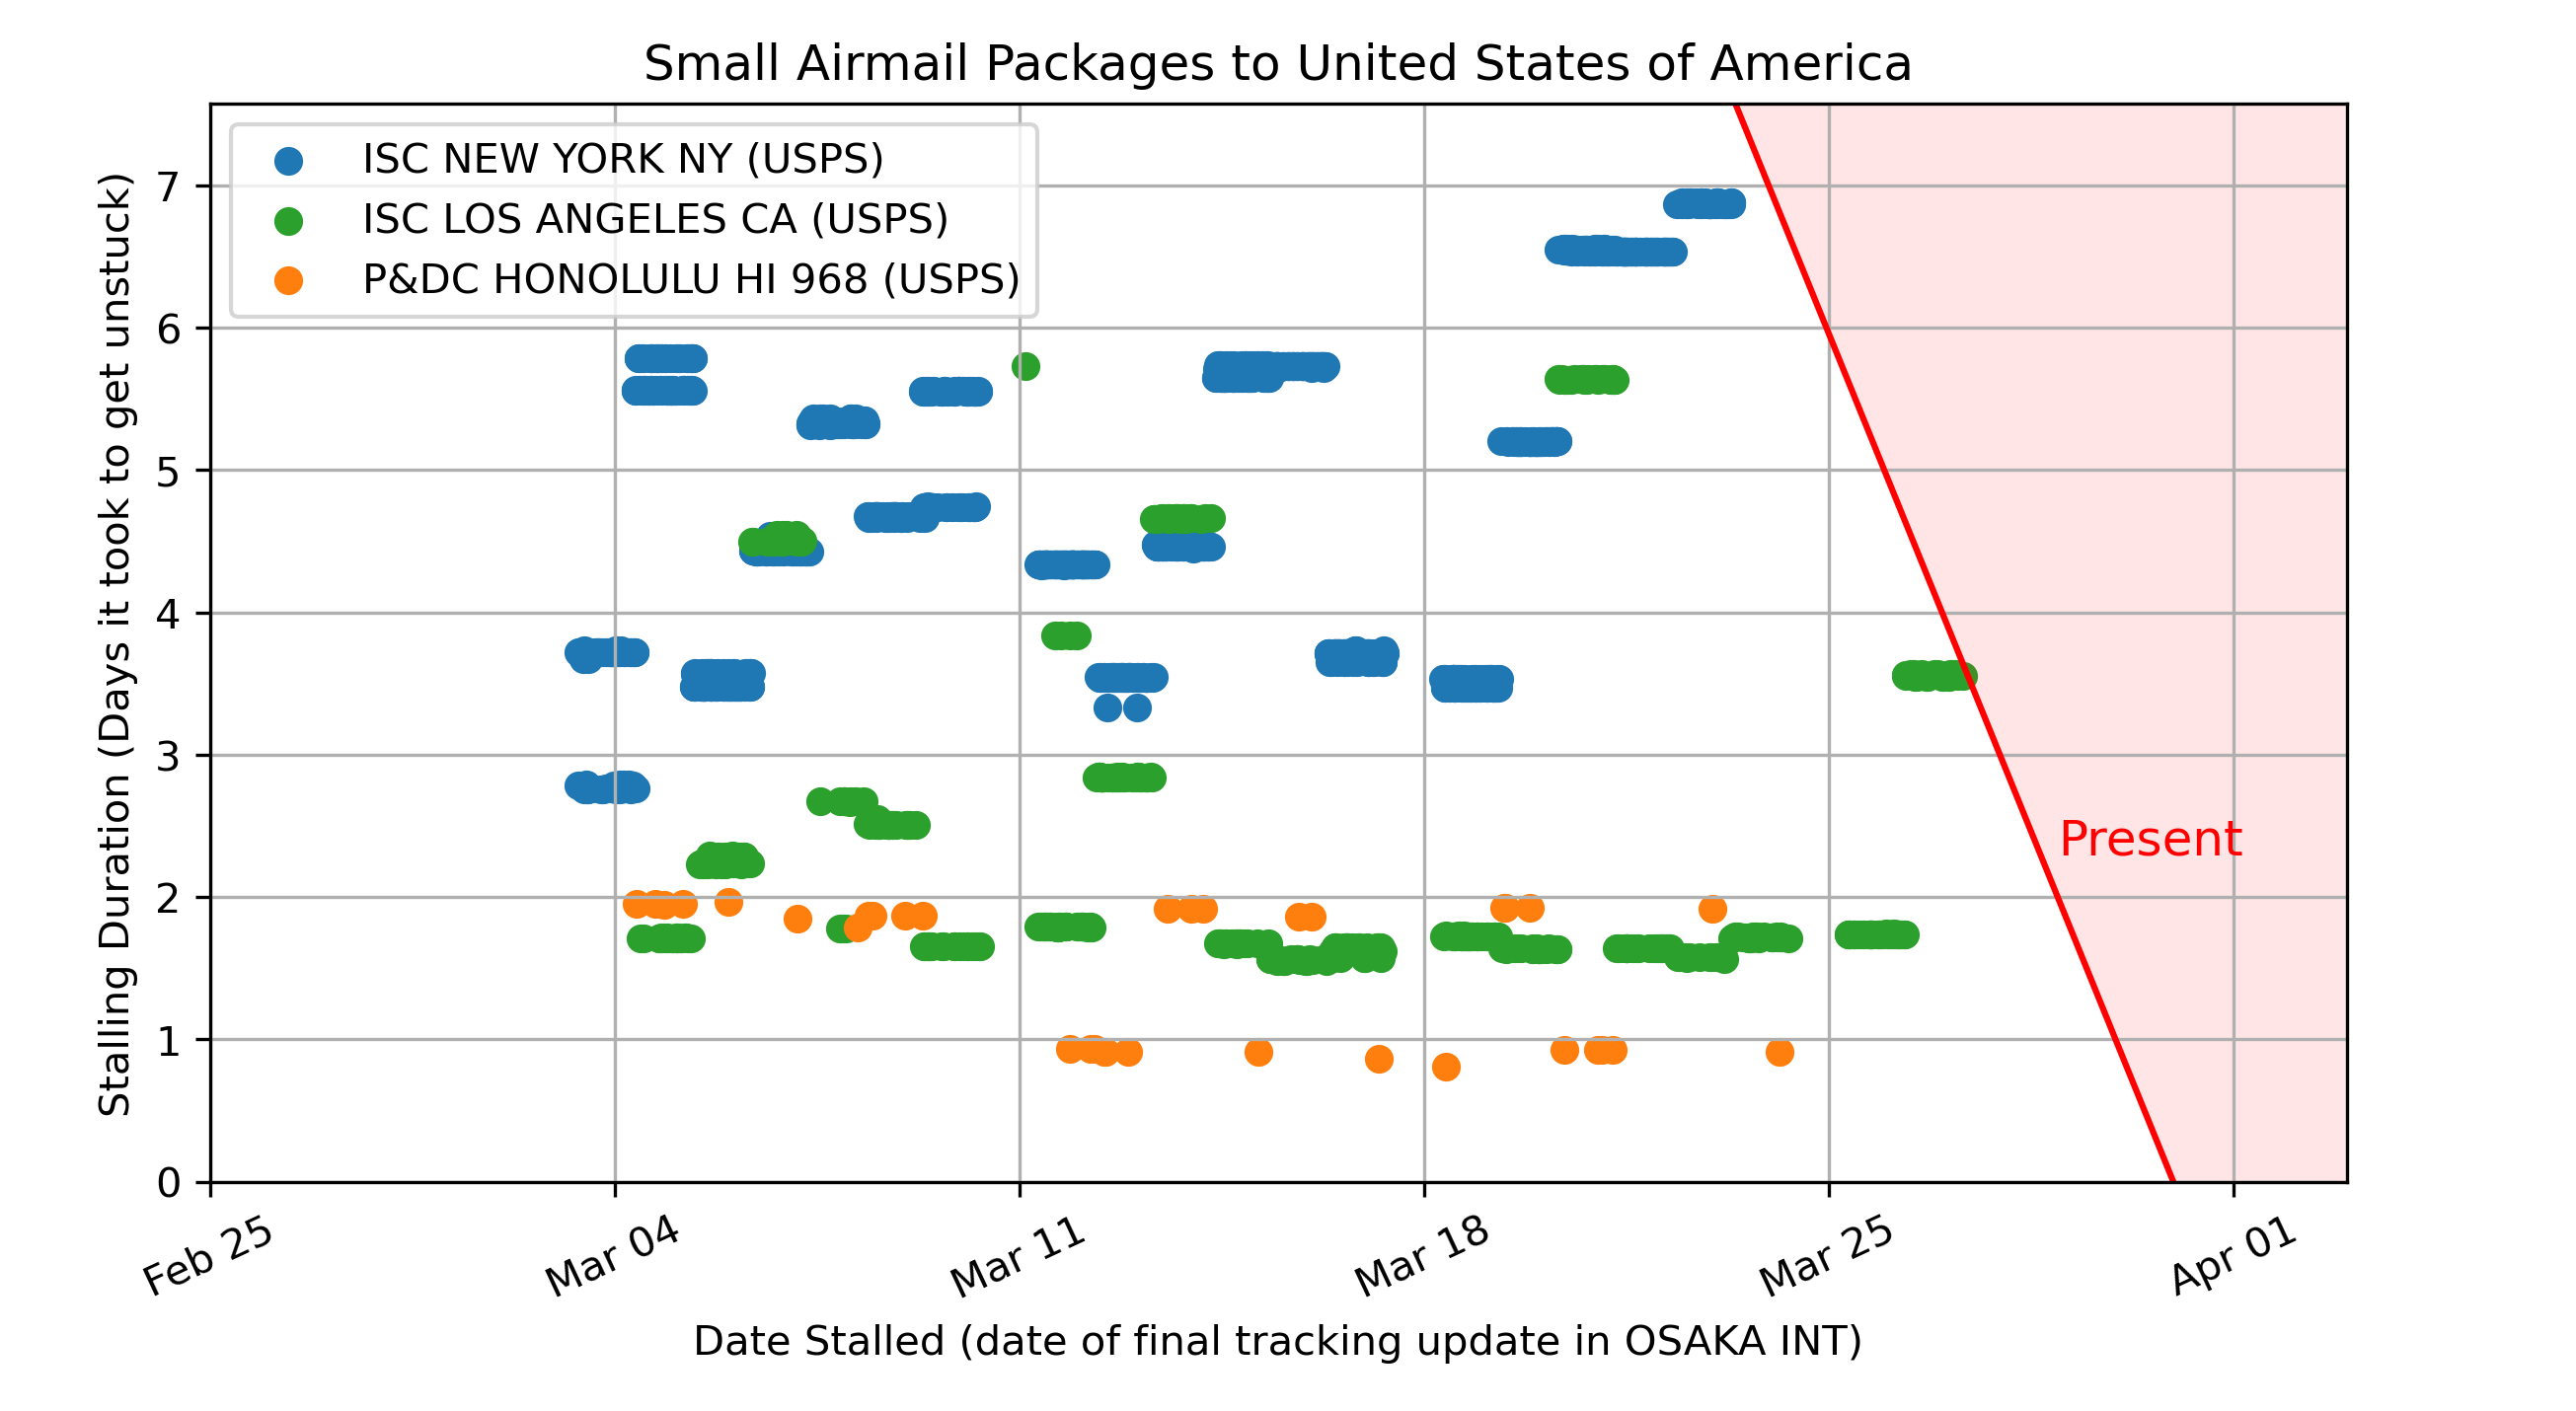 Small Airmail Packages to United States of America
ISC NEW YORK NY (USPS)
ISC LOS ANGELES CA (USPS)
P&DC HONOLULU HI 968 (USPS)
Stalling Duration (Days it took to get unstuck)
7
6
5
4
3
2
1
0
Present
Feb 25
Mar 04
Mar 11
Mar 18
Mar 25
Apr 01
Date Stalled (date of final tracking update in OSAKA INT)